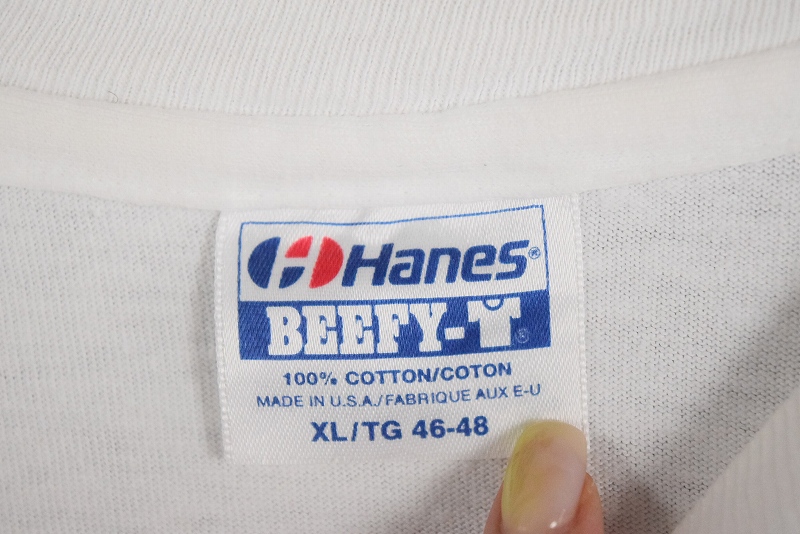 Hanes®
BEEFY-T®
100% COTTON/COTON
MADE IN U.S.A./FABRIQUE AUX E-U
XL/TG 46-48